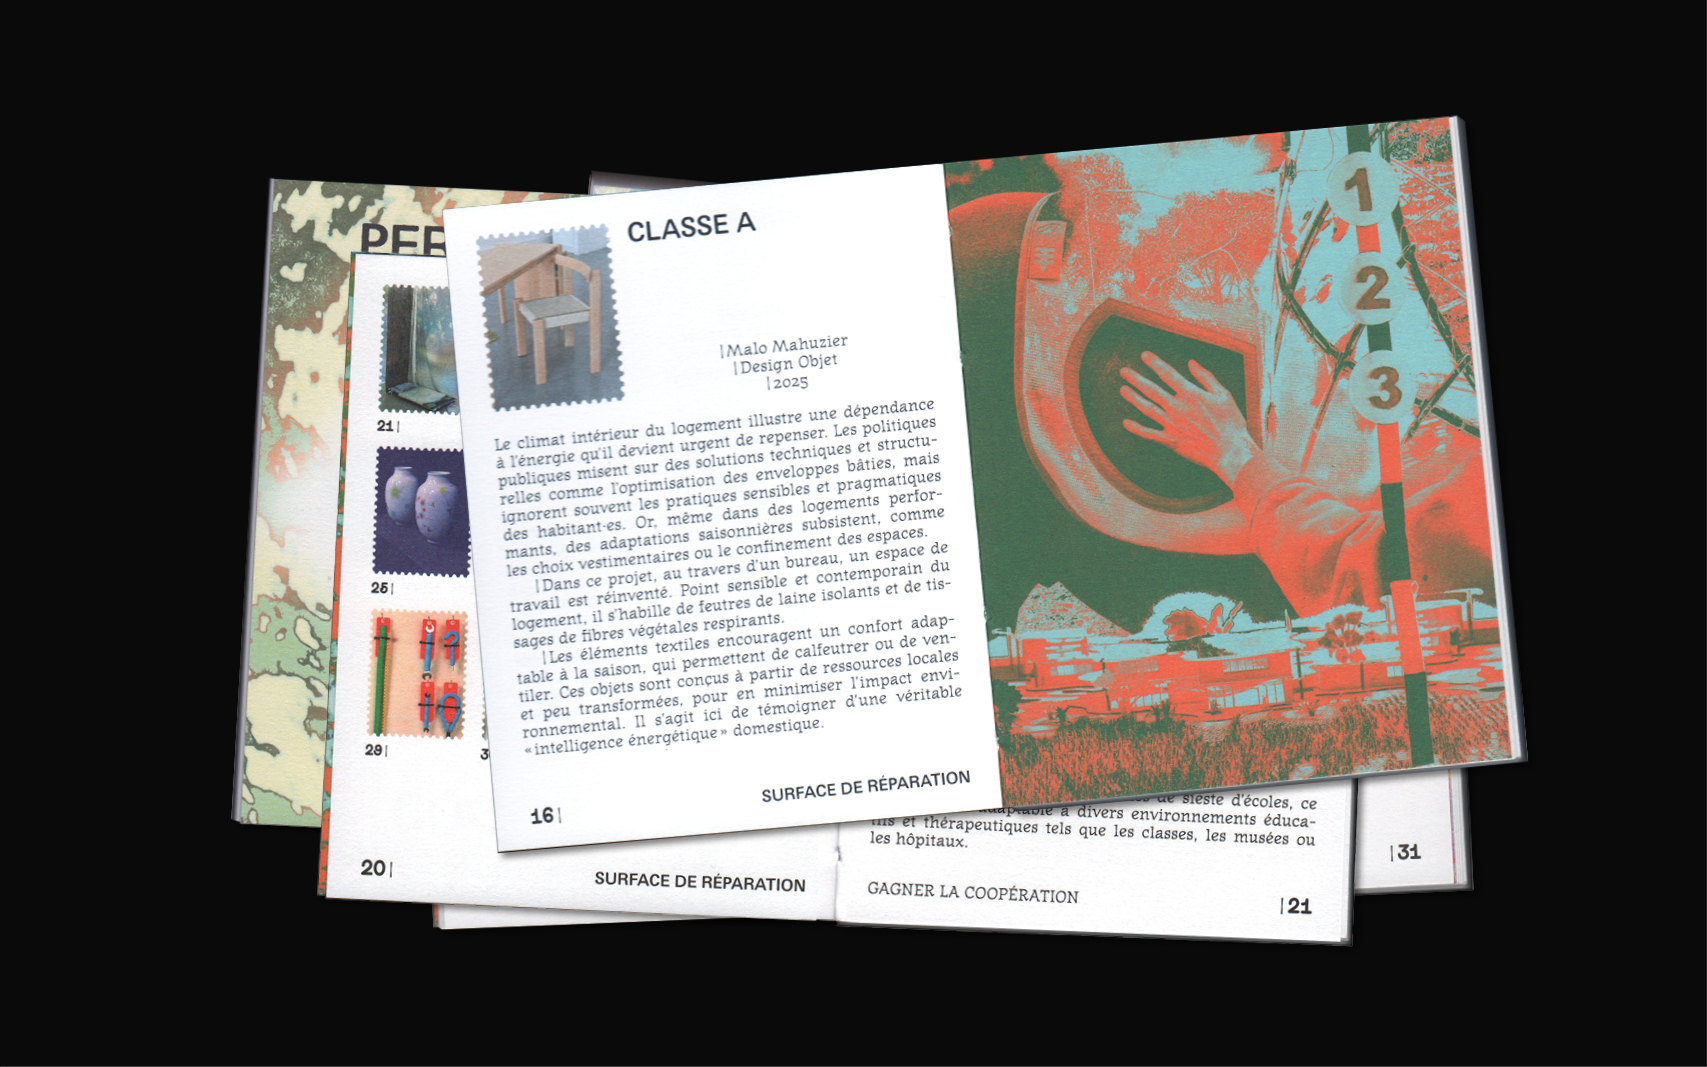 PER
21|
25|
29|
3
20|
SURFACE DE RÉPARATION
CLASSE A
|Malo Mahuzier
|Design Objet
|2025
Le climat intérieur du logement illustre une dépendance
à l'énergie qu'il devient urgent de repenser. Les politiques
publiques misent sur des solutions techniques et structu-
relles comme l'optimisation des enveloppes bâties, mais
ignorent souvent les pratiques sensibles et pragmatiques
des habitant·es. Or, même dans des logements perfor-
mants, des adaptations saisonnières subsistent, comme
les choix vestimentaires ou le confinement des espaces.
|Dans ce projet, au travers d'un bureau, un espace de
travail est réinventé. Point sensible et contemporain du
logement, il s'habille de feutres de laine isolants et de tis-
sages de fibres végétales respirants.
|Les éléments textiles encouragent un confort adap-
table à la saison, qui permettent de calfeutrer ou de ven-
tiler. Ces objets sont conçus à partir de ressources locales
et peu transformées, pour en minimiser l'impact envi-
ronnemental. Il s'agit ici de témoigner d'une véritable
«intelligence énergétique» domestique.
16|
SURFACE DE RÉPARATION
1
2
3
de sieste d'écoles, ce
adaptable à divers environnements éduca-
tifs et thérapeutiques tels que les classes, les musées ou
les hôpitaux.
GAGNER LA COOPÉRATION
|21
|31